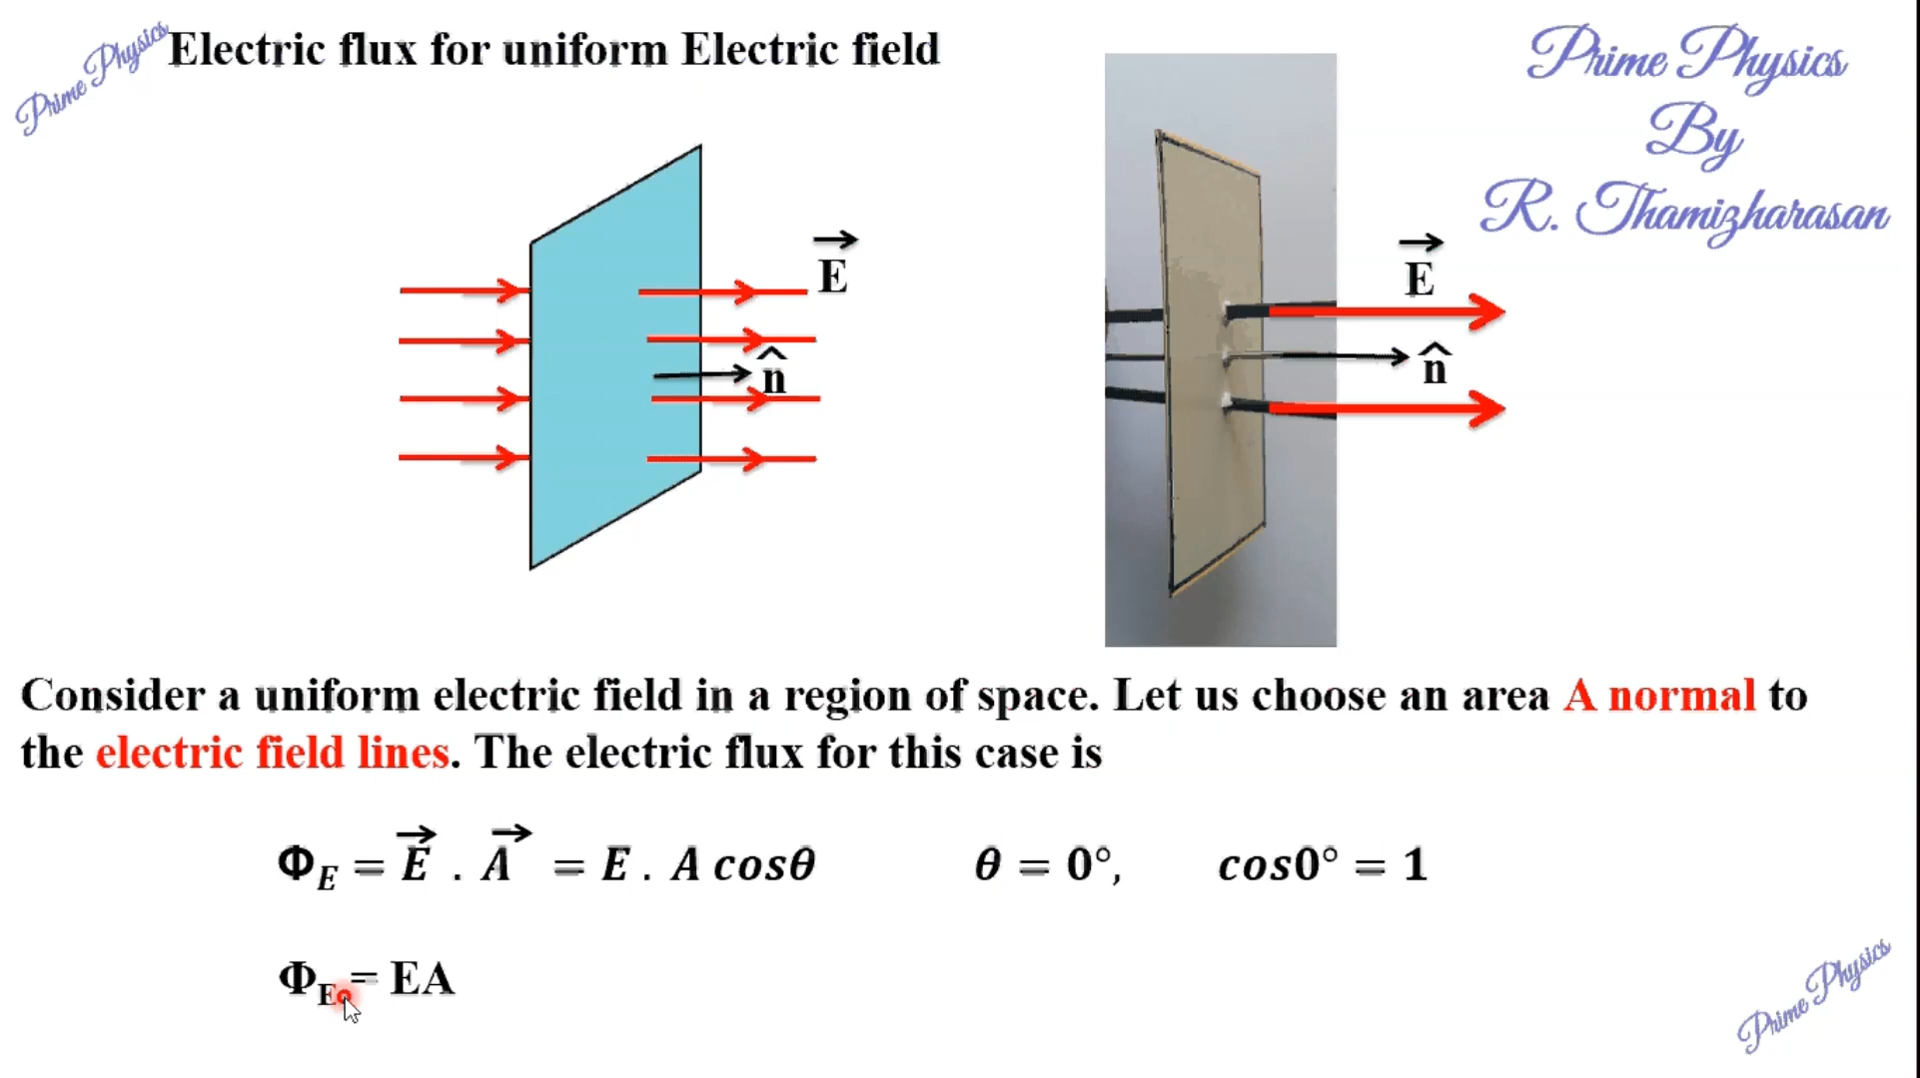 Prime Physics
Electric flux for uniform Electric field
Prime Physics
By
R. Thamizharasan
E
n̂
E
n̂
Consider a uniform electric field in a region of space. Let us choose an area A normal to
the electric field lines. The electric flux for this case is
Φ_E = E⃗ . A⃗ = E . A cosθ θ = 0°, cos0° = 1
Φ_E = EA
Prime Physics